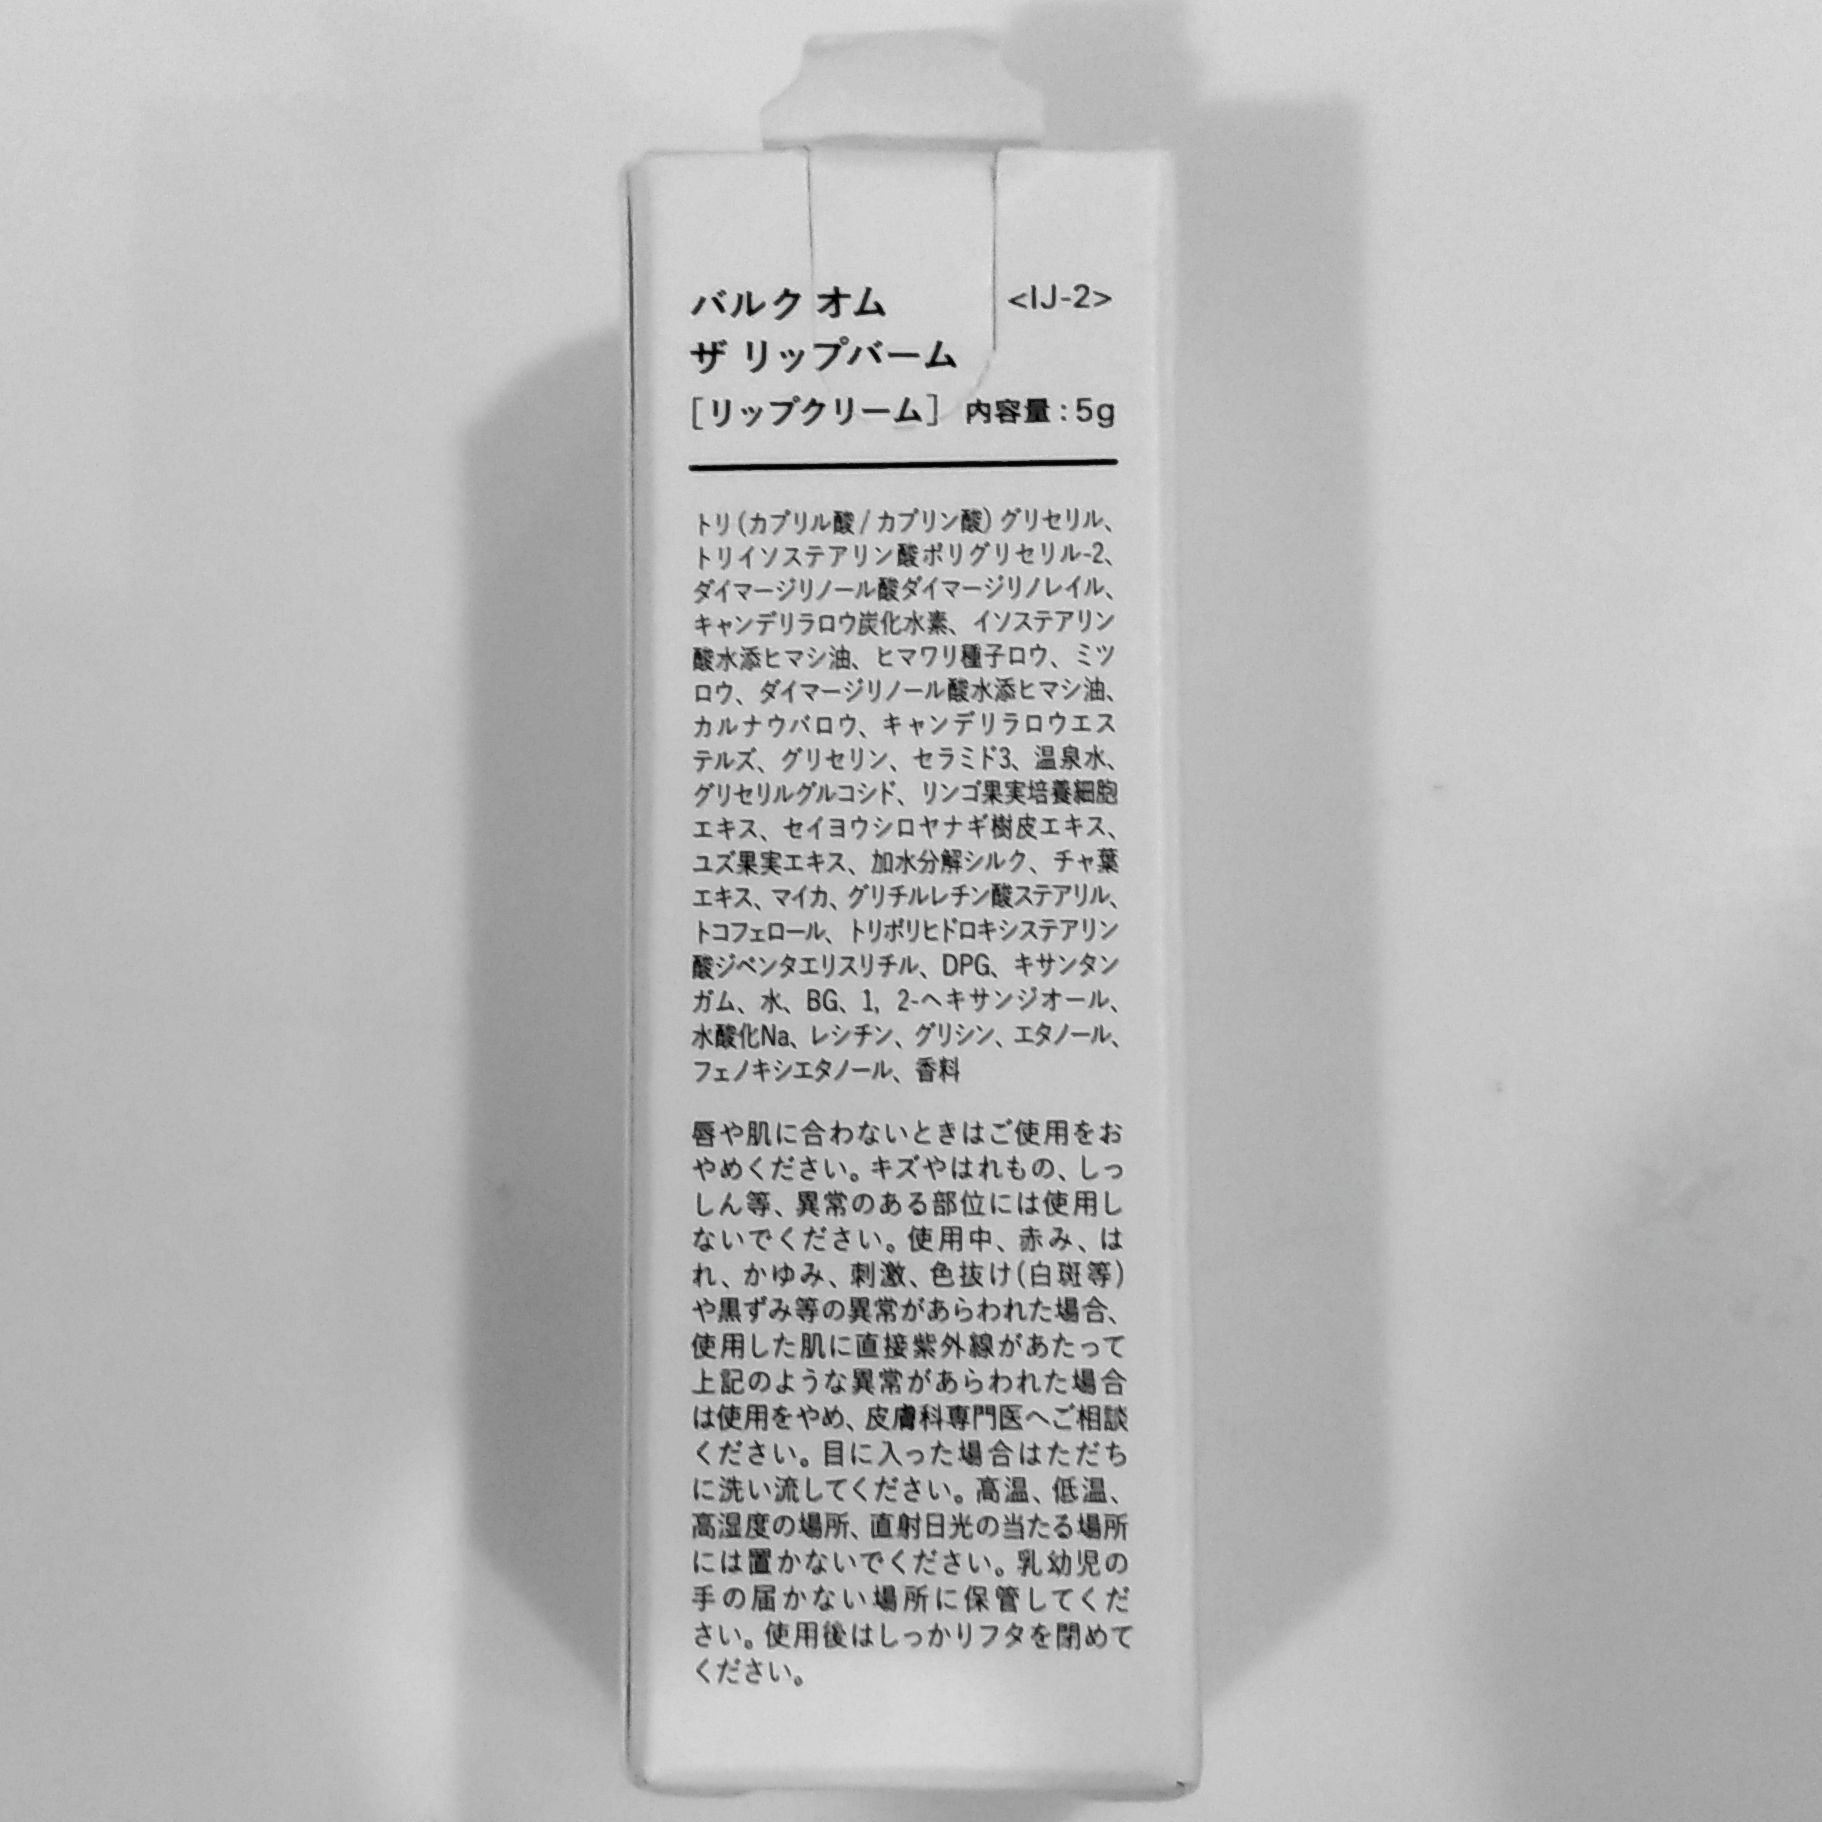 バルク オム <IJ-2>
ザ リップバーム
[リップクリーム] 内容量:5g
トリ(カプリル酸/カプリン酸)グリセリル、
トリイソステアリン酸ポリグリセリル-2、
ダイマージリノール酸ダイマージリノレイル、
キャンデリラロウ炭化水素、イソステアリン
酸水添ヒマシ油、ヒマワリ種子ロウ、ミツ
ロウ、ダイマージリノール酸水添ヒマシ油、
カルナウバロウ、キャンデリラロウエス
テルズ、グリセリン、セラミド3、温泉水、
グリセリルグルコシド、リンゴ果実培養細胞
エキス、セイヨウシロヤナギ樹皮エキス、
ユズ果実エキス、加水分解シルク、チャ葉
エキス、マイカ、グリチルレチン酸ステアリル、
トコフェロール、トリポリヒドロキシステアリン
酸ジペンタエリスリチル、DPG、キサンタン
ガム、水、BG、1, 2-ヘキサンジオール、
水酸化Na、レシチン、グリシン、エタノール、
フェノキシエタノール、香料
唇や肌に合わないときはご使用をお
やめください。キズやはれもの、しっ
しん等、異常のある部位には使用し
ないでください。使用中、赤み、は
れ、かゆみ、刺激、色抜け(白斑等)
や黒ずみ等の異常があらわれた場合、
使用した肌に直接紫外線があたって
上記のような異常があらわれた場合
は使用をやめ、皮膚科専門医へご相談
ください。目に入った場合はただち
に洗い流してください。高温、低温、
高湿度の場所、直射日光の当たる場所
には置かないでください。乳幼児の
手の届かない場所に保管してくだ
さい。使用後はしっかりフタを閉めて
ください。